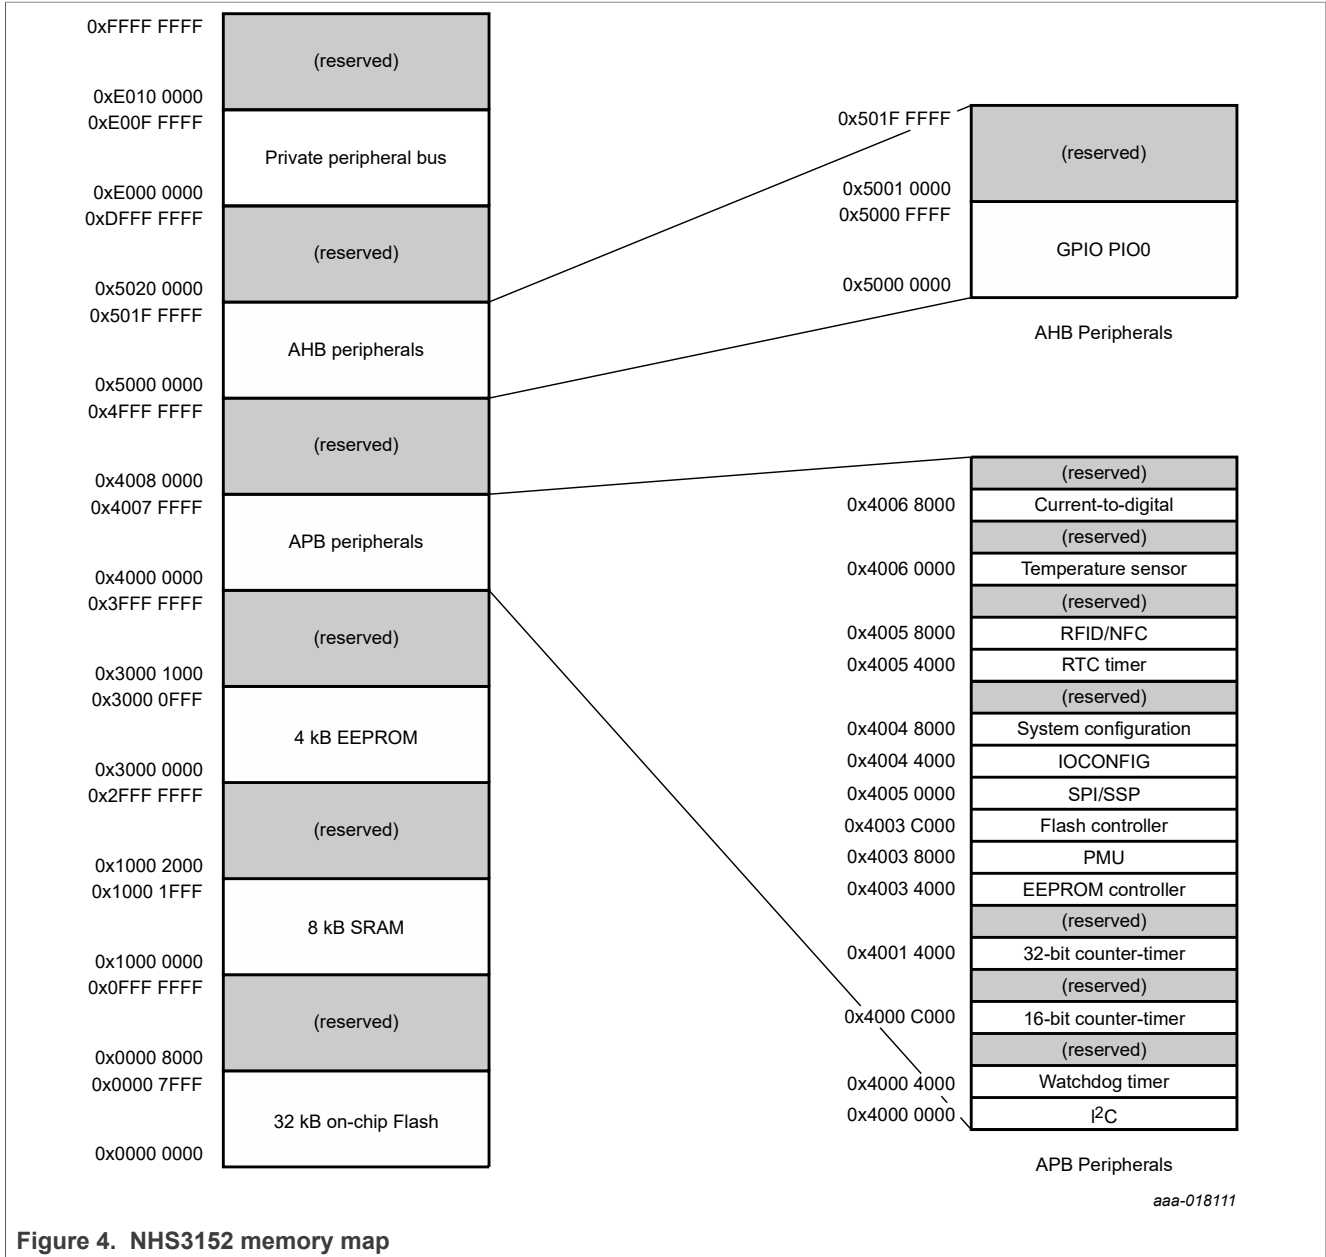 0xFFFF FFFF
(reserved)
0xE010 0000
0xE00F FFFF
Private peripheral bus
0xE000 0000
0xDFFF FFFF
(reserved)
0x5020 0000
0x501F FFFF
AHB peripherals
0x5000 0000
0x4FFF FFFF
(reserved)
0x4008 0000
0x4007 FFFF
APB peripherals
0x4000 0000
0x3FFF FFFF
(reserved)
0x3000 1000
0x3000 0FFF
4 kB EEPROM
0x3000 0000
0x2FFF FFFF
(reserved)
0x1000 2000
0x1000 1FFF
8 kB SRAM
0x1000 0000
0x0FFF FFFF
(reserved)
0x0000 8000
0x0000 7FFF
32 kB on-chip Flash
0x0000 0000
0x501F FFFF
(reserved)
0x5001 0000
0x5000 FFFF
GPIO PIO0
0x5000 0000
AHB Peripherals
(reserved)
0x4006 8000 Current-to-digital
(reserved)
0x4006 0000 Temperature sensor
(reserved)
0x4005 8000 RFID/NFC
0x4005 4000 RTC timer
(reserved)
0x4004 8000 System configuration
0x4004 4000 IOCONFIG
0x4005 0000 SPI/SSP
0x4003 C000 Flash controller
0x4003 8000 PMU
0x4003 4000 EEPROM controller
(reserved)
0x4001 4000 32-bit counter-timer
(reserved)
0x4000 C000 16-bit counter-timer
(reserved)
0x4000 4000 Watchdog timer
0x4000 0000 I²C
APB Peripherals
aaa-018111
Figure 4. NHS3152 memory map